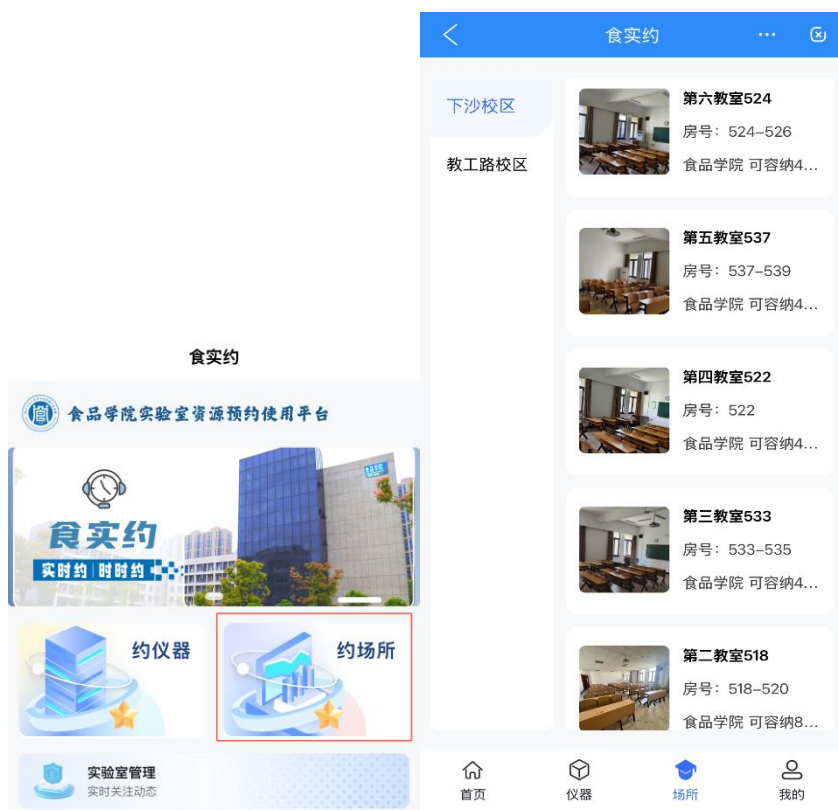 食实约
食品学院实验室资源预约使用平台
食品学院
食实约
实时约 时时约
约仪器
约场所
实验室管理
实时关注动态
食实约
下沙校区
教工路校区
第六教室524
房号：524-526
食品学院 可容纳4...
第五教室537
房号：537-539
食品学院 可容纳4...
第四教室522
房号：522
食品学院 可容纳4...
第三教室533
房号：533-535
食品学院 可容纳4...
第二教室518
房号：518-520
食品学院 可容纳8...
首页
仪器
场所
我的